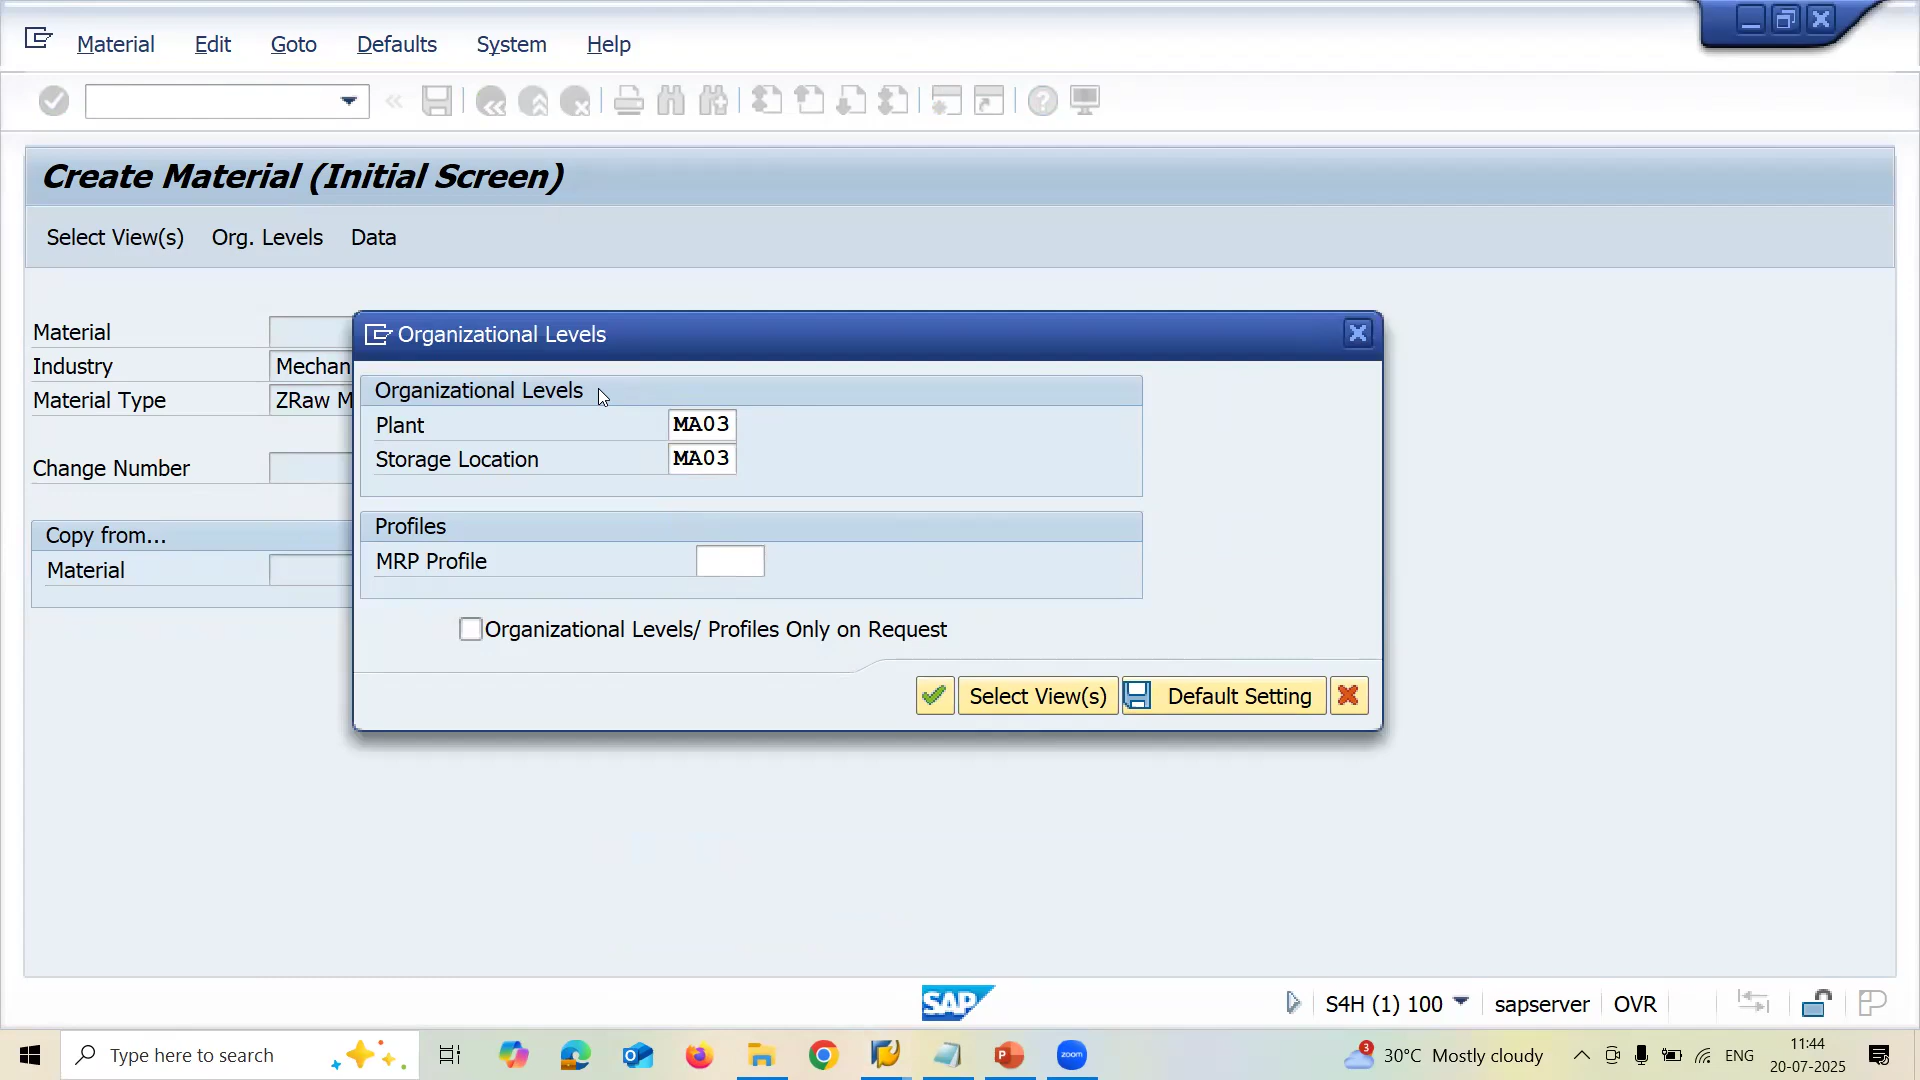 Material Edit Goto Defaults System Help
Create Material (Initial Screen)
Select View(s) Org. Levels Data
Material
Industry Mechan
Material Type ZRaw M
Change Number
Copy from...
Material
Organizational Levels
Organizational Levels
Plant MA03
Storage Location MA03
Profiles
MRP Profile
Organizational Levels/ Profiles Only on Request
Select View(s) Default Setting
SAP
S4H (1) 100 sapserver OVR
Type here to search
zoom
3
30°C Mostly cloudy
ENG
11:44
20-07-2025